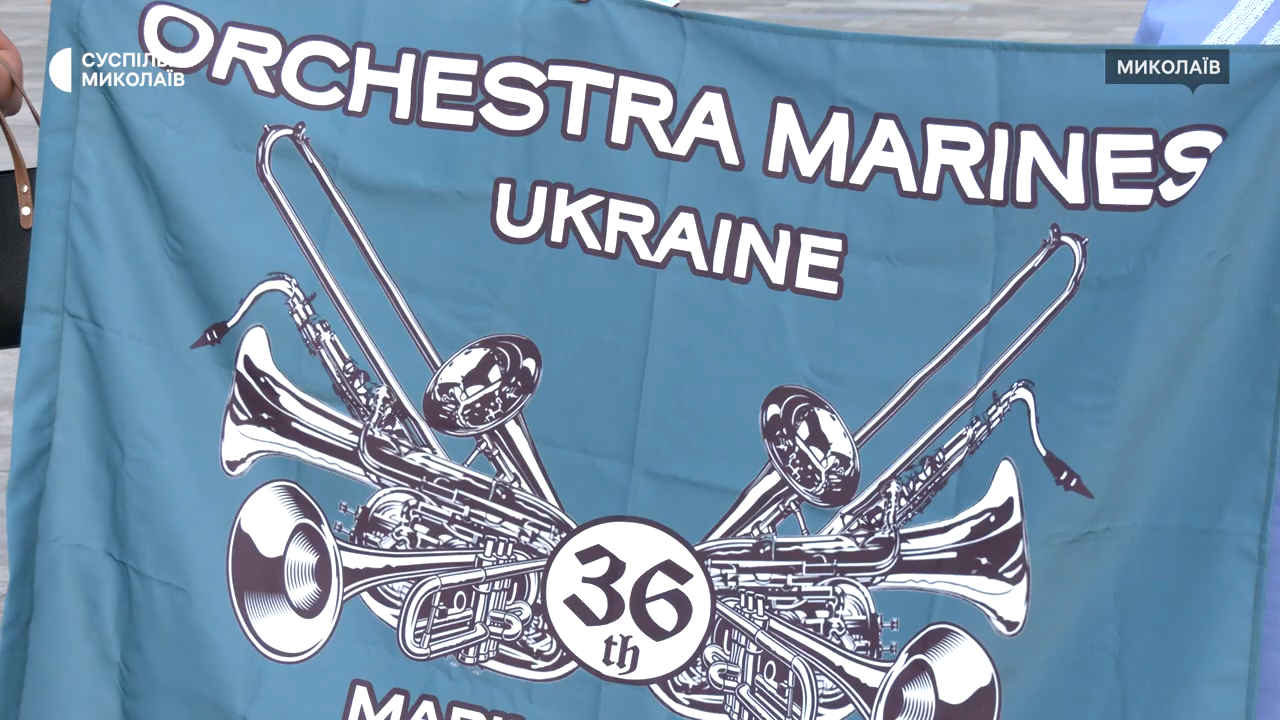 СУСПІЛЬНЕ
МИКОЛАЇВ
МИКОЛАЇВ
ORCHESTRA MARINES
UKRAINE
36
th